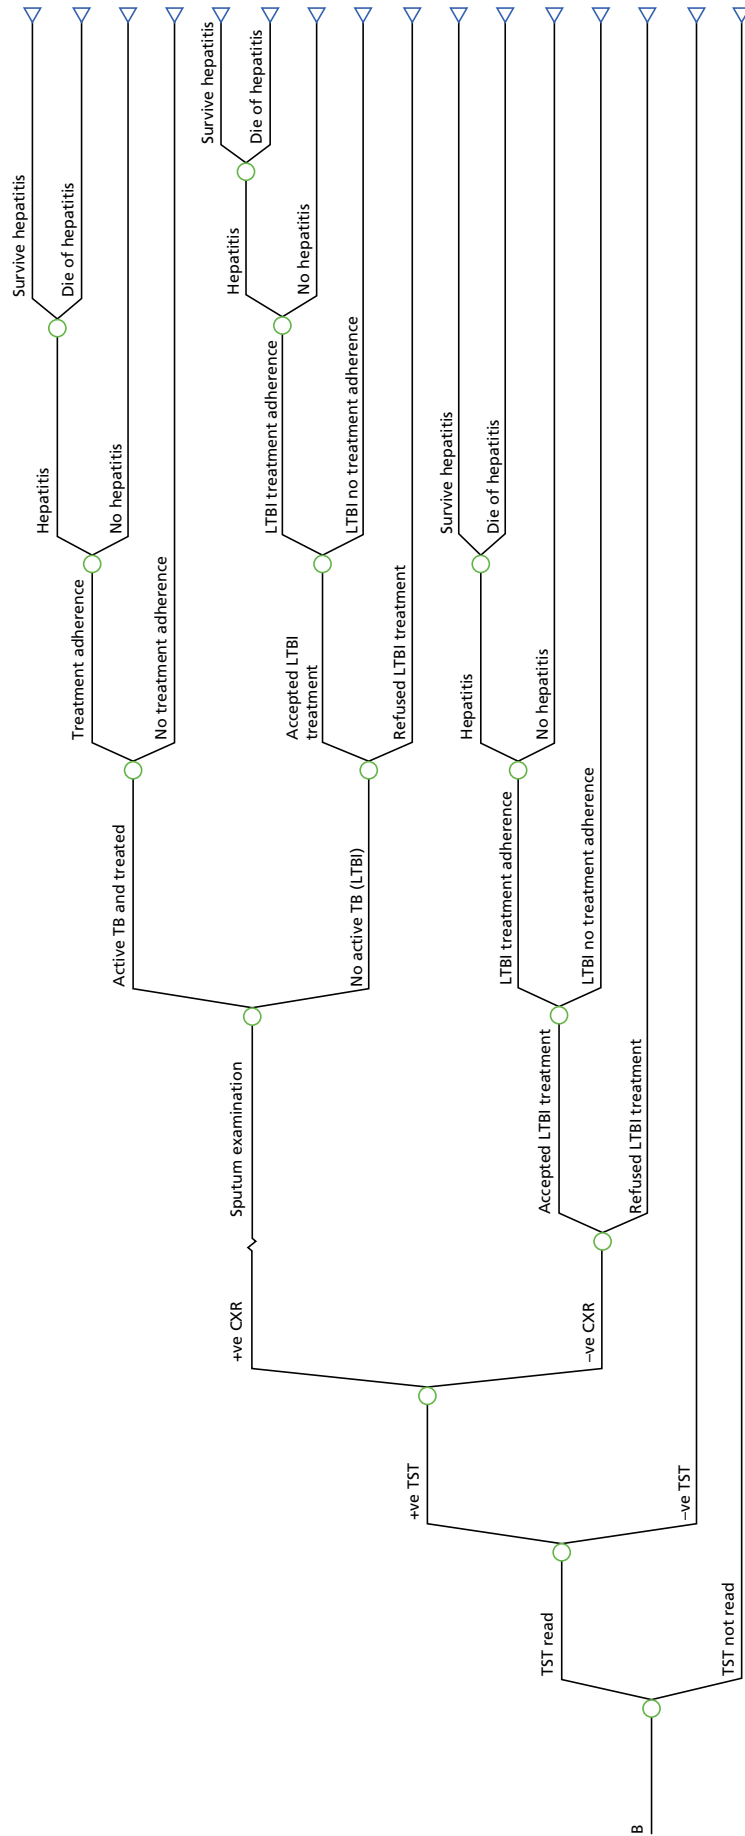 Survive hepatitis
Hepatitis
Die of hepatitis
Treatment adherence
No hepatitis
Active TB and treated
No treatment adherence
Survive hepatitis
Hepatitis
+ve CXR
Sputum examination
Die of hepatitis
LTBI treatment adherence
Accepted LTBI
treatment
No hepatitis
LTBI no treatment adherence
No active TB (LTBI)
Refused LTBI treatment
+ve TST
Survive hepatitis
Hepatitis
Die of hepatitis
LTBI treatment adherence
No hepatitis
Accepted LTBI treatment
TST read
–ve CXR
LTBI no treatment adherence
Refused LTBI treatment
B
–ve TST
TST not read